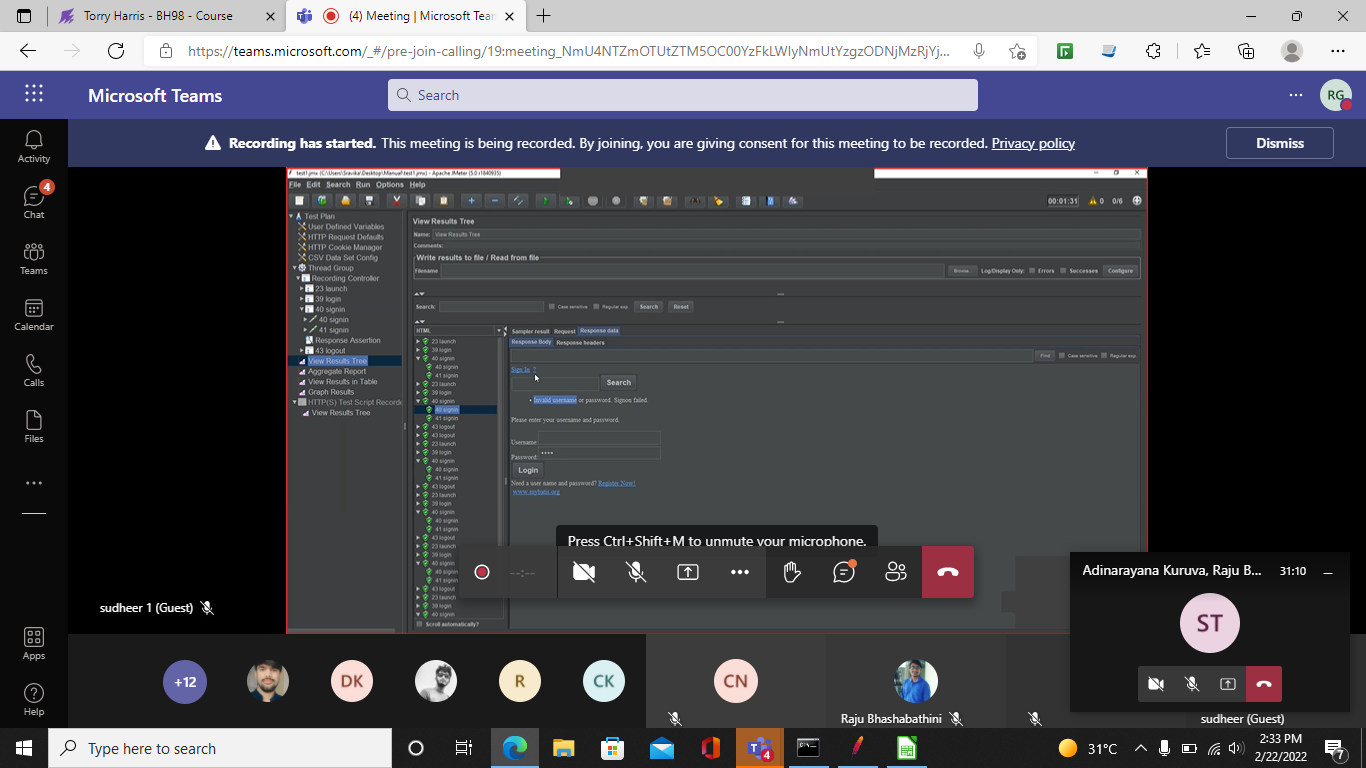 Torry Harris - BH98 - Course
(4) Meeting | Microsoft Tear
https://teams.microsoft.com/_#/pre-join-calling/19:meeting_NmU4NTZmOTUtZTM5OC00YzFkLWIyNmUtYzgzODNjMzRjYj...
Microsoft Teams
Search
RG
Activity
Recording has started. This meeting is being recorded. By joining, you are giving consent for this meeting to be recorded. Privacy policy
Dismiss
4
Chat
Teams
Calendar
Calls
Files
Apps
Help
test1.jmx (C:\Users\Sravika\Desktop\Manual\test1.jmx) - Apache JMeter (5.0 r1840935)
File Edit Search Run Options Help
00:01:31 0 0/6
Test Plan
User Defined Variables
HTTP Request Defaults
HTTP Cookie Manager
CSV Data Set Config
Thread Group
Recording Controller
23 launch
39 login
40 signin
40 signin
41 signin
Response Assertion
43 logout
View Results Tree
Aggregate Report
View Results in Table
Graph Results
HTTP(S) Test Script Recorde
View Results Tree
View Results Tree
Name: View Results Tree
Comments:
Write results to file / Read from file
Filename
Browse... Log/Display Only: Errors Successes Configure
Search: Case sensitive Regular exp. Search Reset
HTML
23 launch
39 login
40 signin
40 signin
41 signin
23 launch
39 login
40 signin
40 signin
41 signin
43 logout
43 logout
23 launch
39 login
40 signin
40 signin
41 signin
43 logout
23 launch
39 login
40 signin
40 signin
41 signin
43 logout
23 launch
39 login
40 signin
40 signin
41 signin
43 logout
23 launch
39 login
40 signin
Scroll automatically?
Sampler result Request Response data
Response Body Response headers
Find Case sensitive Regular exp.
Sign In ?
Search
Invalid username or password. Signon failed.
Please enter your username and password.
Username:
Password:
Login
Need a user name and password? Register Now!
www.mybatis.org
Press Ctrl+Shift+M to unmute your microphone.
--:--
Adinarayana Kuruva, Raju B... 31:10
ST
sudheer 1 (Guest)
+12
DK
R
CK
CN
Raju Bhashabathini
sudheer (Guest)
Type here to search
4
31°C
2:33 PM
2/22/2022
7